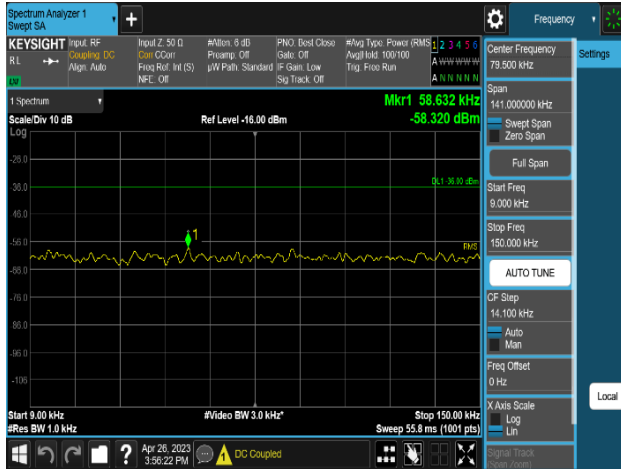 Spectrum Analyzer 1
Swept SA
Frequency
KEYSIGHT
RL
Input: RF
Coupling: DC
Align: Auto
Input Z: 50 Ω
Corr CCorr
Freq Ref: Int (S)
NFE: Off
#Atten: 6 dB
Preamp: Off
µW Path: Standard
PNO: Best Close
Gate: Off
IF Gain: Low
Sig Track: Off
#Avg Type: Power (RMS
Avg|Hold: 100/100
Trig: Free Run
1 2 3 4 5 6
A W W W W W
A N N N N N
1 Spectrum
Scale/Div 10 dB
Ref Level -16.00 dBm
Mkr1 58.632 kHz
-58.320 dBm
Log
-26.0
-36.0
-46.0
-56.0
-66.0
-76.0
-86.0
-96.0
-106
DL1 -36.00 dBm
1
RMS
Start 9.00 kHz
#Video BW 3.0 kHz*
Stop 150.00 kHz
#Res BW 1.0 kHz
Sweep 55.8 ms (1001 pts)
Center Frequency
79.500 kHz
Settings
Span
141.000000 kHz
Swept Span
Zero Span
Full Span
Start Freq
9.000 kHz
Stop Freq
150.000 kHz
AUTO TUNE
CF Step
14.100 kHz
Auto
Man
Freq Offset
0 Hz
X Axis Scale
Log
Lin
Local
Signal Track
(Span Zoom)
?
Apr 26, 2023
3:56:22 PM
DC Coupled